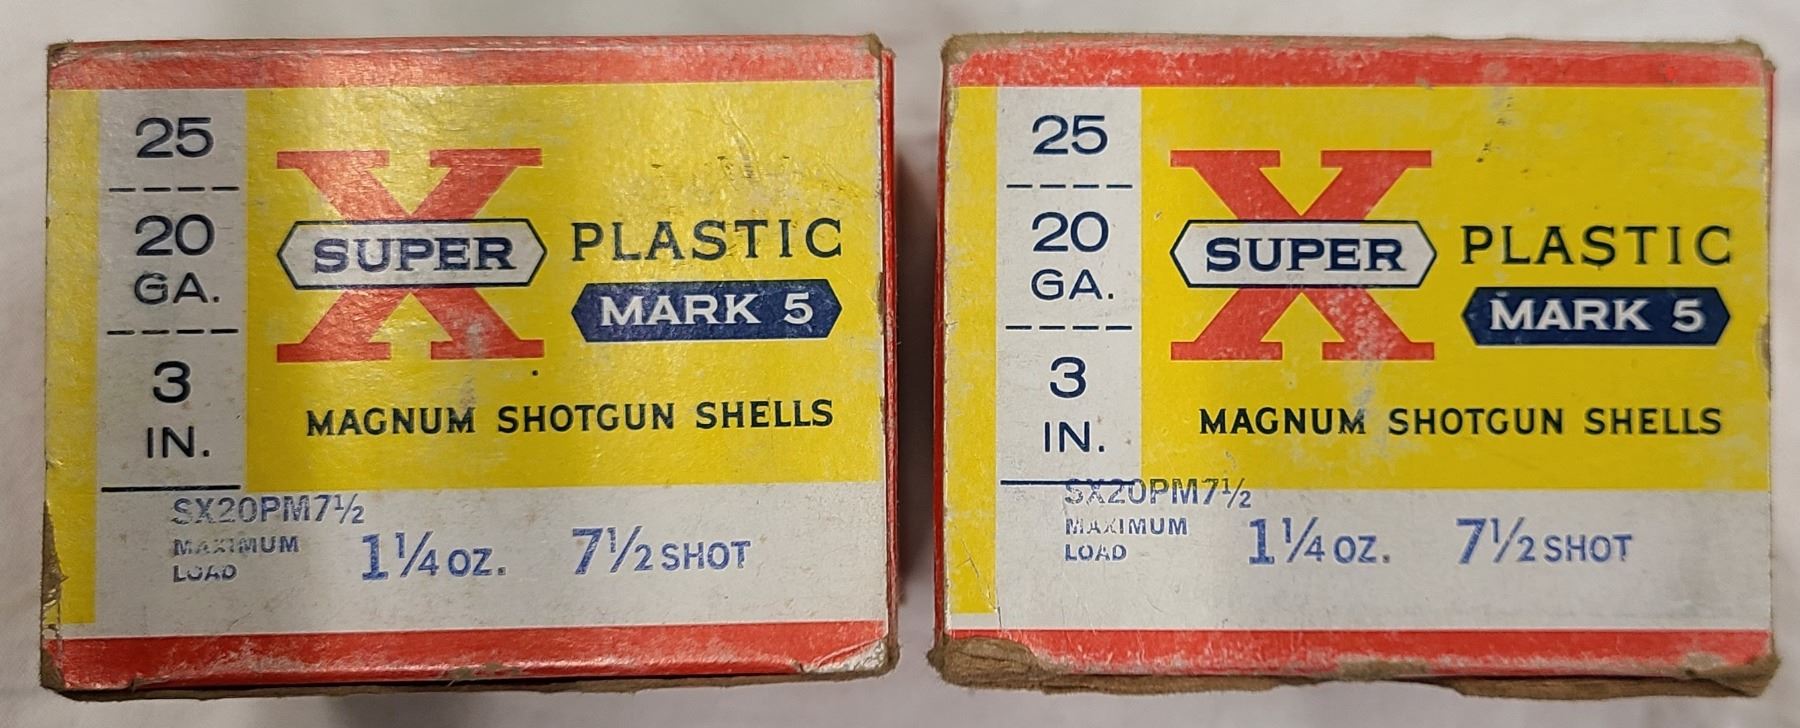 25
20
GA.
3
IN.
X
SUPER
PLASTIC
MARK 5
MAGNUM SHOTGUN SHELLS
SX20PM7½
MAXIMUM
LOAD
1¼ OZ. 7½ SHOT
25
20
GA.
3
IN.
X
SUPER
PLASTIC
MARK 5
MAGNUM SHOTGUN SHELLS
SX20PM7½
MAXIMUM
LOAD
1¼ OZ. 7½ SHOT